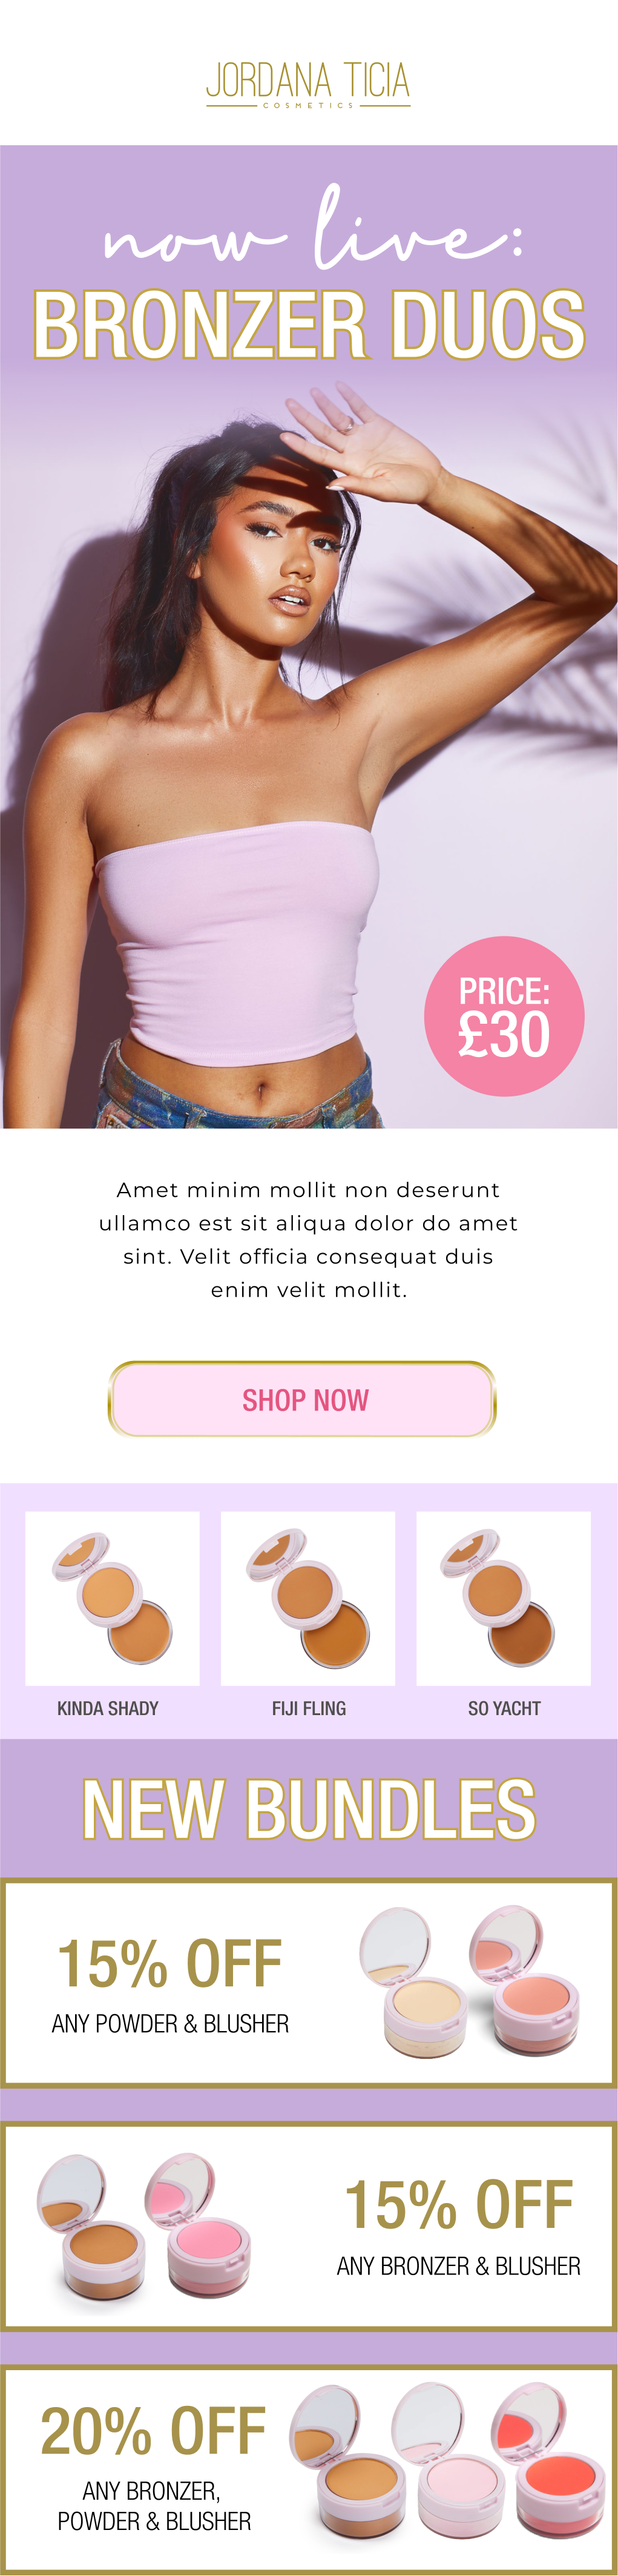 JORDANA TICIA
COSMETICS
now live:
BRONZER DUOS
PRICE:
£30
Amet minim mollit non deserunt
ullamco est sit aliqua dolor do amet
sint. Velit officia consequat duis
enim velit mollit.
SHOP NOW
KINDA SHADY
FIJI FLING
SO YACHT
NEW BUNDLES
15% OFF
ANY POWDER & BLUSHER
15% OFF
ANY BRONZER & BLUSHER
20% OFF
ANY BRONZER,
POWDER & BLUSHER